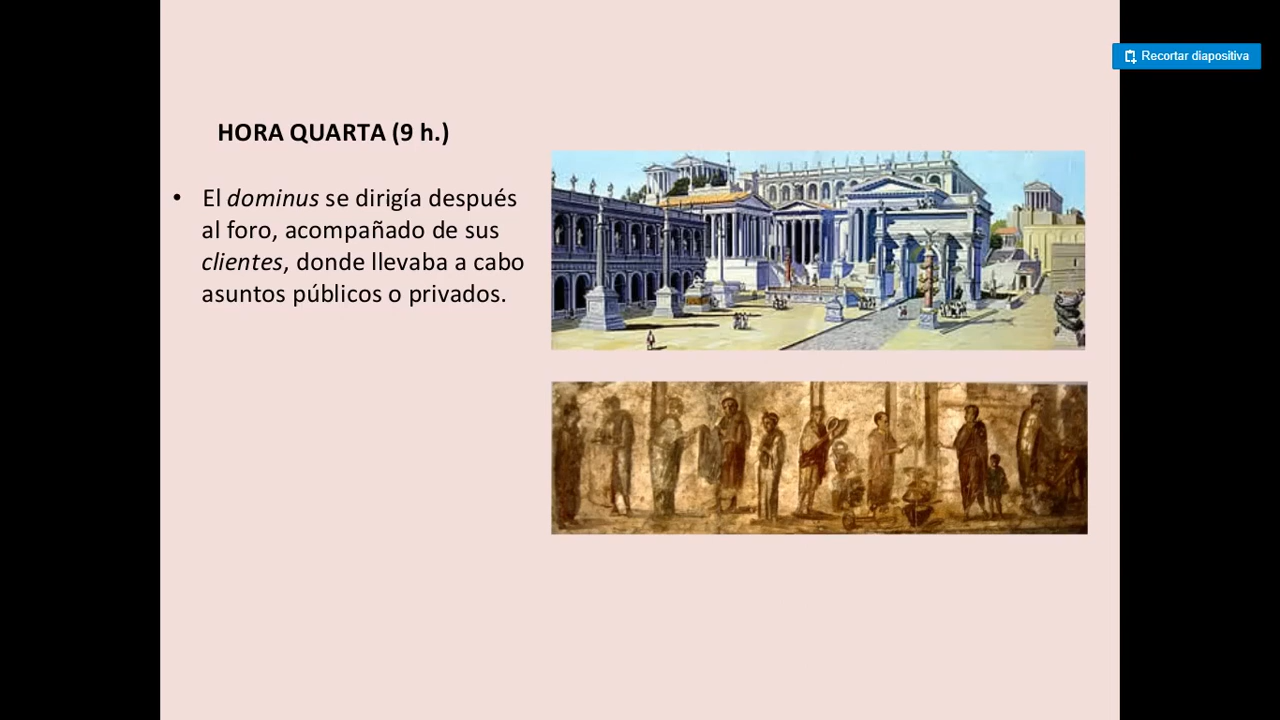 Recortar diapositiva
HORA QUARTA (9 h.)
• El dominus se dirigía después
al foro, acompañado de sus
clientes, donde llevaba a cabo
asuntos públicos o privados.